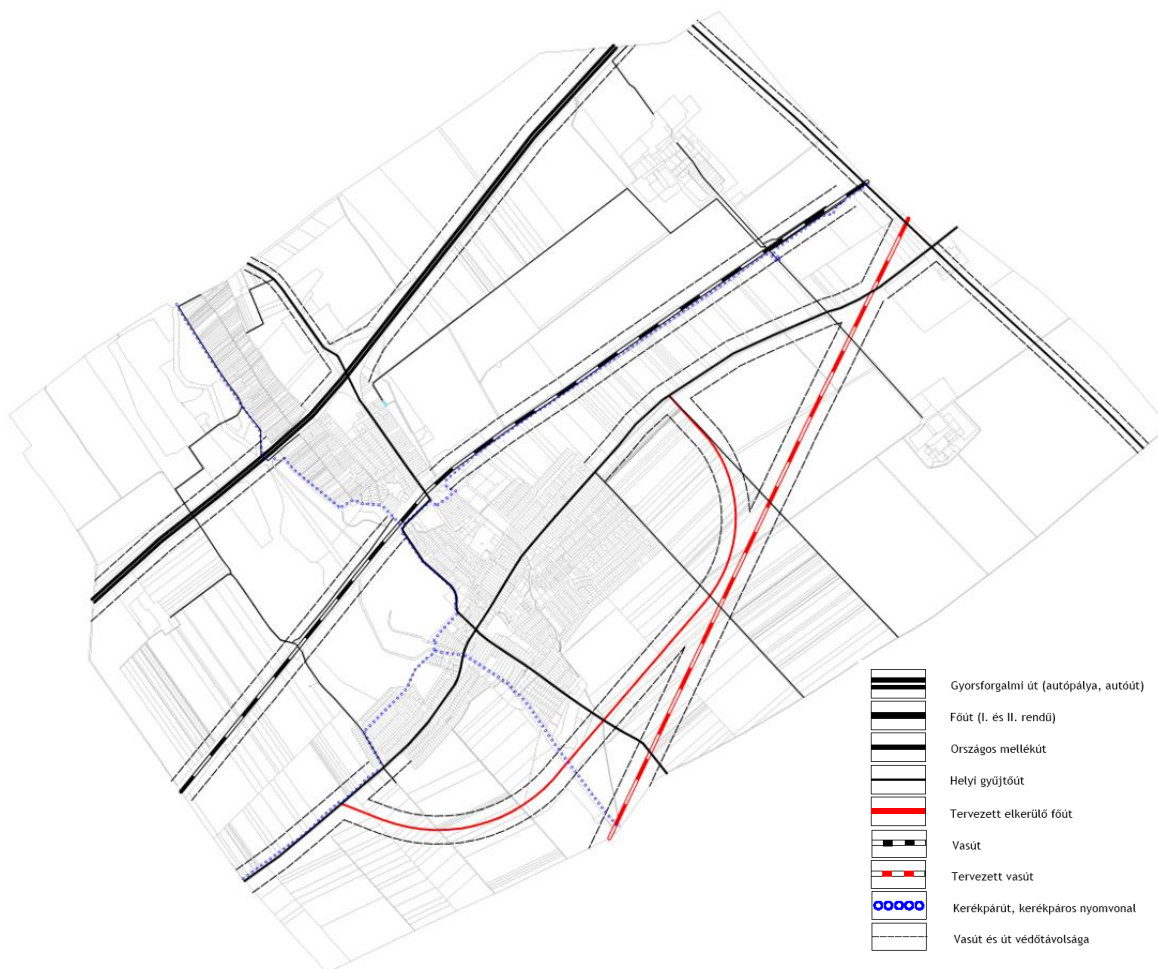 Gyorsforgalmi út (autópálya, autóút)
Főút (I. és II. rendű)
Országos mellékút
Helyi gyűjtőút
Tervezett elkerülő főút
Vasút
Tervezett vasút
Kerékpárút, kerékpáros nyomvonal
Vasút és út védőtávolsága